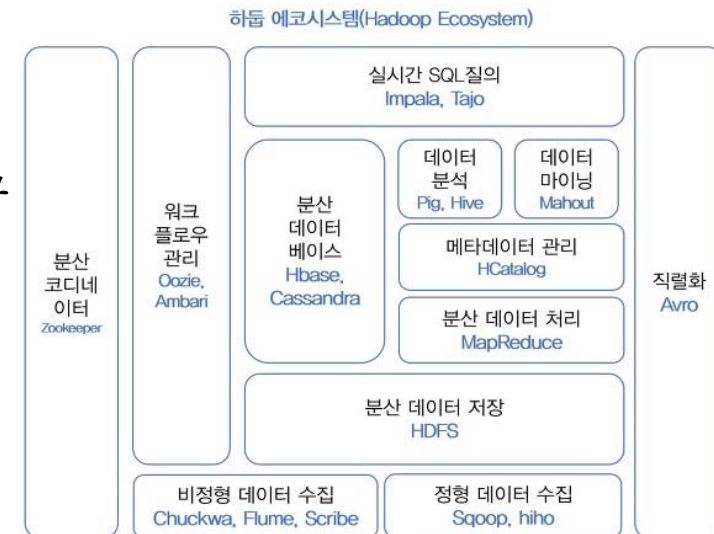 하둡 에코시스템(Hadoop Ecosystem)
분산
코디네
이터
Zookeeper
워크
플로우
관리
Oozie,
Ambari
실시간 SQL질의
Impala, Tajo
분산
데이터
베이스
Hbase,
Cassandra
데이터
분석
Pig, Hive
데이터
마이닝
Mahout
메타데이터 관리
HCatalog
분산 데이터 처리
MapReduce
분산 데이터 저장
HDFS
직렬화
Avro
비정형 데이터 수집
Chuckwa, Flume, Scribe
정형 데이터 수집
Sqoop, hiho